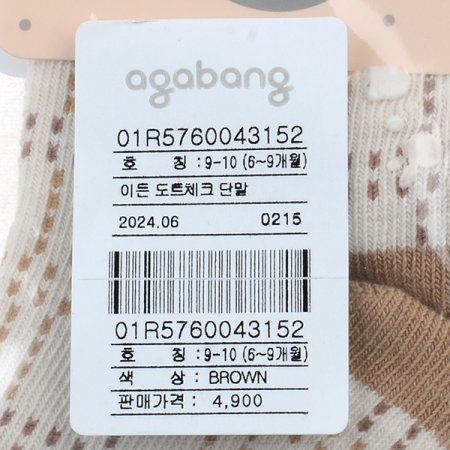 agabang
01R5760043152
호 칭 : 9-10 (6~9개월)
이든 도트체크 단말
2024.06 0215
01R5760043152
호 칭 : 9-10 (6~9개월)
색 상 : BROWN
판매가격 : 4,900